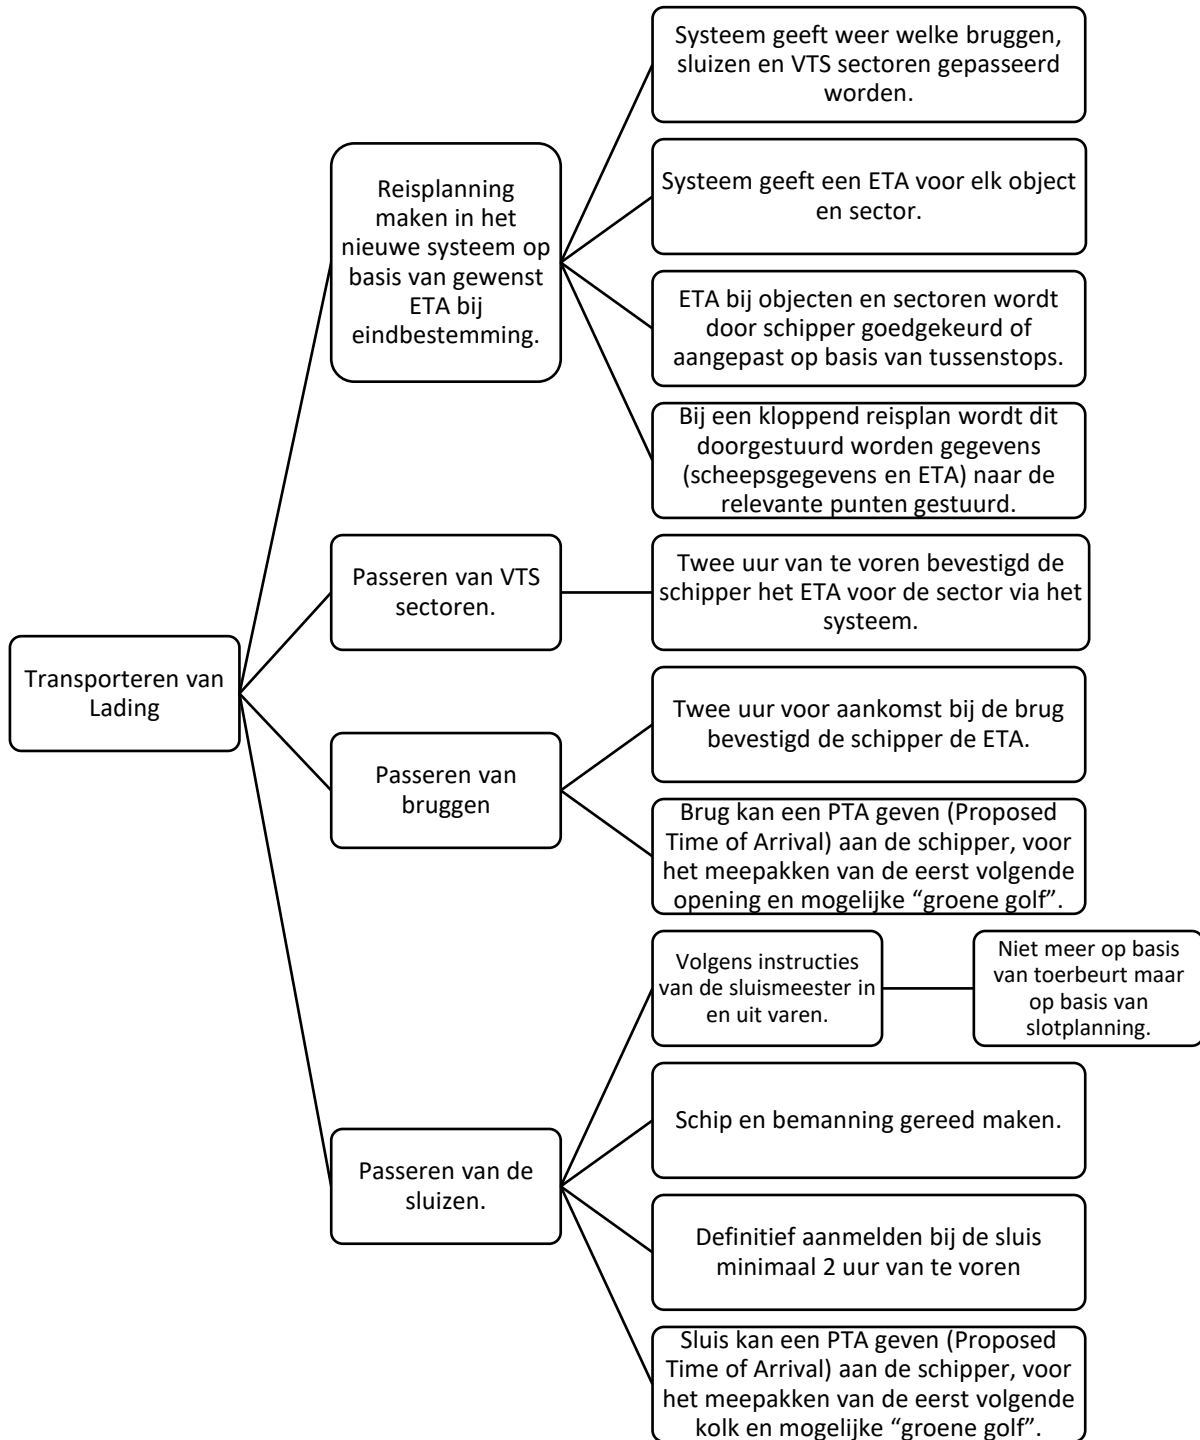 Transporteren van
Lading
Reisplanning
maken in het
nieuwe systeem op
basis van gewenst
ETA bij
eindbestemming.
Systeem geeft weer welke bruggen,
sluizen en VTS sectoren gepasseerd
worden.
Systeem geeft een ETA voor elk object
en sector.
ETA bij objecten en sectoren wordt
door schipper goedgekeurd of
aangepast op basis van tussenstops.
Bij een kloppend reisplan wordt dit
doorgestuurd worden gegevens
(scheepsgegevens en ETA) naar de
relevante punten gestuurd.
Passeren van VTS
sectoren.
Twee uur van te voren bevestigd de
schipper het ETA voor de sector via het
systeem.
Passeren van
bruggen
Twee uur voor aankomst bij de brug
bevestigd de schipper de ETA.
Brug kan een PTA geven (Proposed
Time of Arrival) aan de schipper, voor
het meepakken van de eerst volgende
opening en mogelijke “groene golf”.
Passeren van de
sluizen.
Volgens instructies
van de sluismeester in
en uit varen.
Niet meer op basis
van toerbeurt maar
op basis van
slotplanning.
Schip en bemanning gereed maken.
Definitief aanmelden bij de sluis
minimaal 2 uur van te voren
Sluis kan een PTA geven (Proposed
Time of Arrival) aan de schipper, voor
het meepakken van de eerst volgende
kolk en mogelijke “groene golf”.